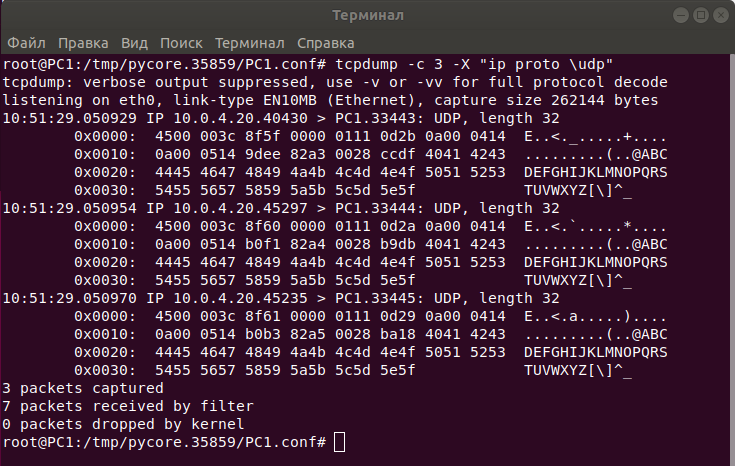 Терминал
Файл Правка Вид Поиск Терминал Справка
root@PC1:/tmp/pycore.35859/PC1.conf# tcpdump -c 3 -X "ip proto \udp"
tcpdump: verbose output suppressed, use -v or -vv for full protocol decode
listening on eth0, link-type EN10MB (Ethernet), capture size 262144 bytes
10:51:29.050929 IP 10.0.4.20.40430 > PC1.33443: UDP, length 32
0x0000:  4500 003c 8f5f 0000 0111 0d2b 0a00 0414  E..<._.....+....
0x0010:  0a00 0514 9dee 82a3 0028 ccdf 4041 4243  .........(..@ABC
0x0020:  4445 4647 4849 4a4b 4c4d 4e4f 5051 5253  DEFGHIJKLMNOPQRS
0x0030:  5455 5657 5859 5a5b 5c5d 5e5f            TUVWXYZ[\]^_
10:51:29.050954 IP 10.0.4.20.45297 > PC1.33444: UDP, length 32
0x0000:  4500 003c 8f60 0000 0111 0d2a 0a00 0414  E..<.`.....*....
0x0010:  0a00 0514 b0f1 82a4 0028 b9db 4041 4243  .........(..@ABC
0x0020:  4445 4647 4849 4a4b 4c4d 4e4f 5051 5253  DEFGHIJKLMNOPQRS
0x0030:  5455 5657 5859 5a5b 5c5d 5e5f            TUVWXYZ[\]^_
10:51:29.050970 IP 10.0.4.20.45235 > PC1.33445: UDP, length 32
0x0000:  4500 003c 8f61 0000 0111 0d29 0a00 0414  E..<.a.....)....
0x0010:  0a00 0514 b0b3 82a5 0028 ba18 4041 4243  .........(..@ABC
0x0020:  4445 4647 4849 4a4b 4c4d 4e4f 5051 5253  DEFGHIJKLMNOPQRS
0x0030:  5455 5657 5859 5a5b 5c5d 5e5f            TUVWXYZ[\]^_
3 packets captured
7 packets received by filter
0 packets dropped by kernel
root@PC1:/tmp/pycore.35859/PC1.conf#